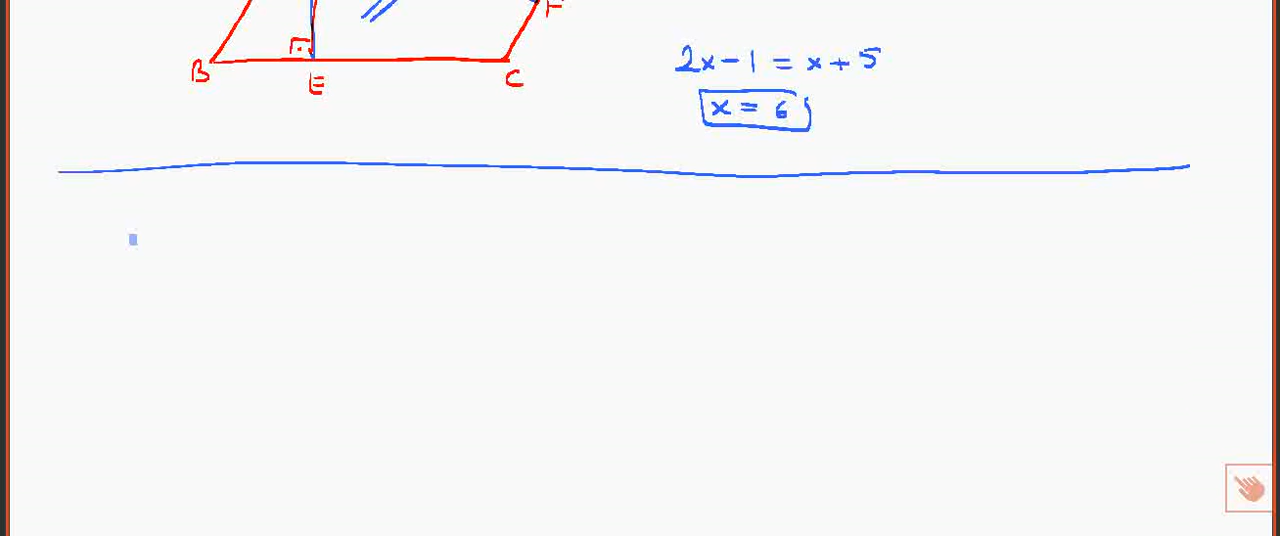 F
B E C
2x - 1 = x + 5
x = 6